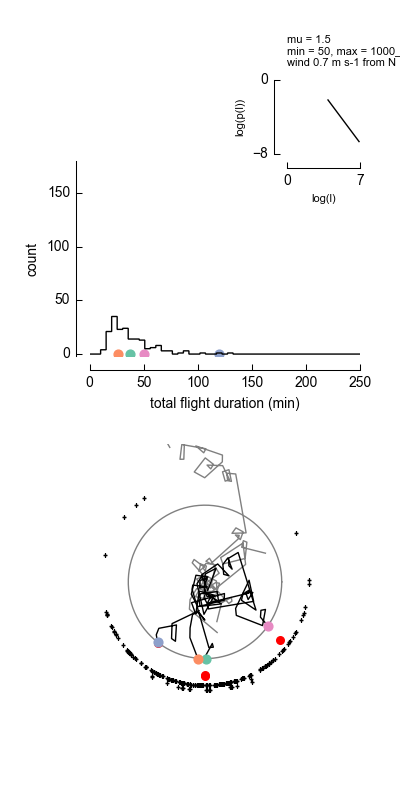 mu = 1.5
min = 50, max = 1000_
wind 0.7 m s-1 from N
0
log(p(l))
−8
0 7
log(l)
150
100
count
50
0
0 50 100 150 200 250
total flight duration (min)